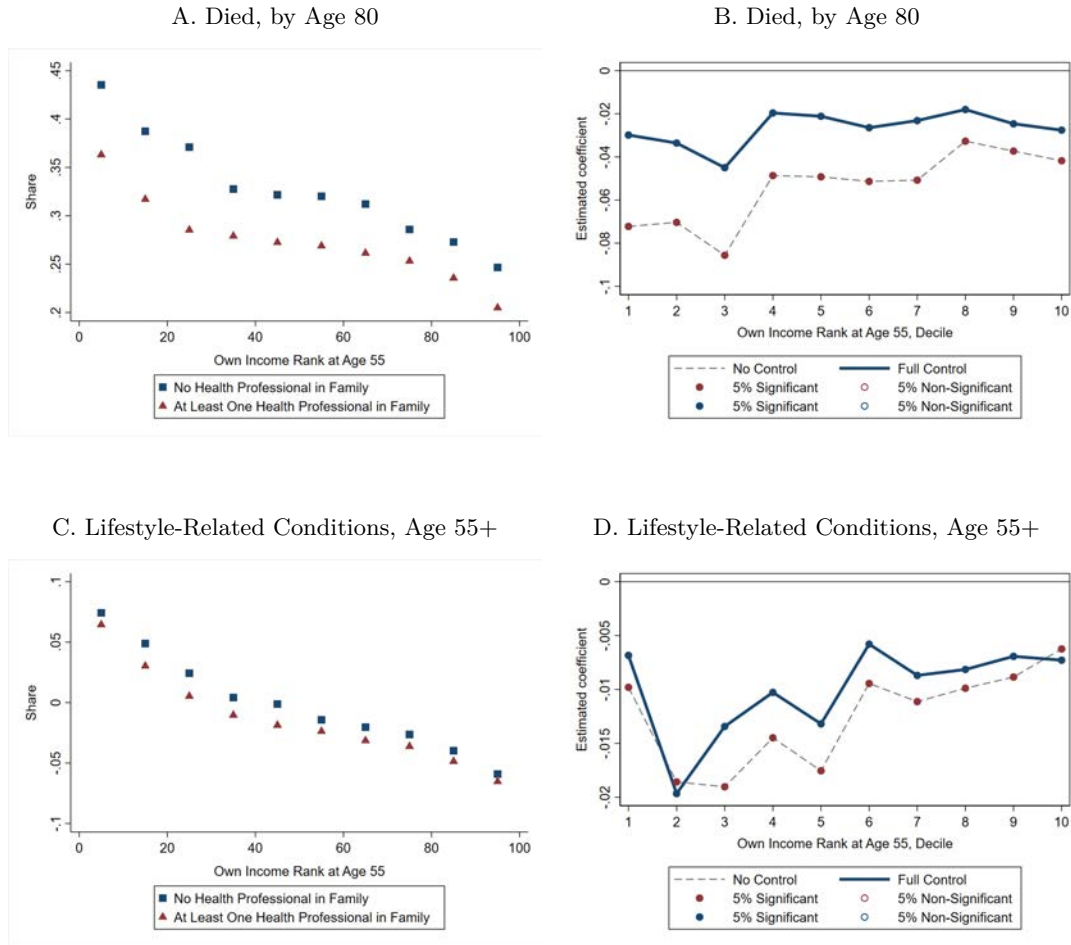 A. Died, by Age 80
.45
.4
.35
.3
.25
.2
Share
0 20 40 60 80 100
Own Income Rank at Age 55
No Health Professional in Family
At Least One Health Professional in Family
B. Died, by Age 80
0
-.02
-.04
-.06
-.08
-.1
Estimated coefficient
1 2 3 4 5 6 7 8 9 10
Own Income Rank at Age 55, Decile
No Control Full Control
5% Significant 5% Non-Significant
5% Significant 5% Non-Significant
C. Lifestyle-Related Conditions, Age 55+
.1
.05
0
-.05
-.1
Share
0 20 40 60 80 100
Own Income Rank at Age 55
No Health Professional in Family
At Least One Health Professional in Family
D. Lifestyle-Related Conditions, Age 55+
0
-.005
-.01
-.015
-.02
Estimated coefficient
1 2 3 4 5 6 7 8 9 10
Own Income Rank at Age 55, Decile
No Control Full Control
5% Significant 5% Non-Significant
5% Significant 5% Non-Significant